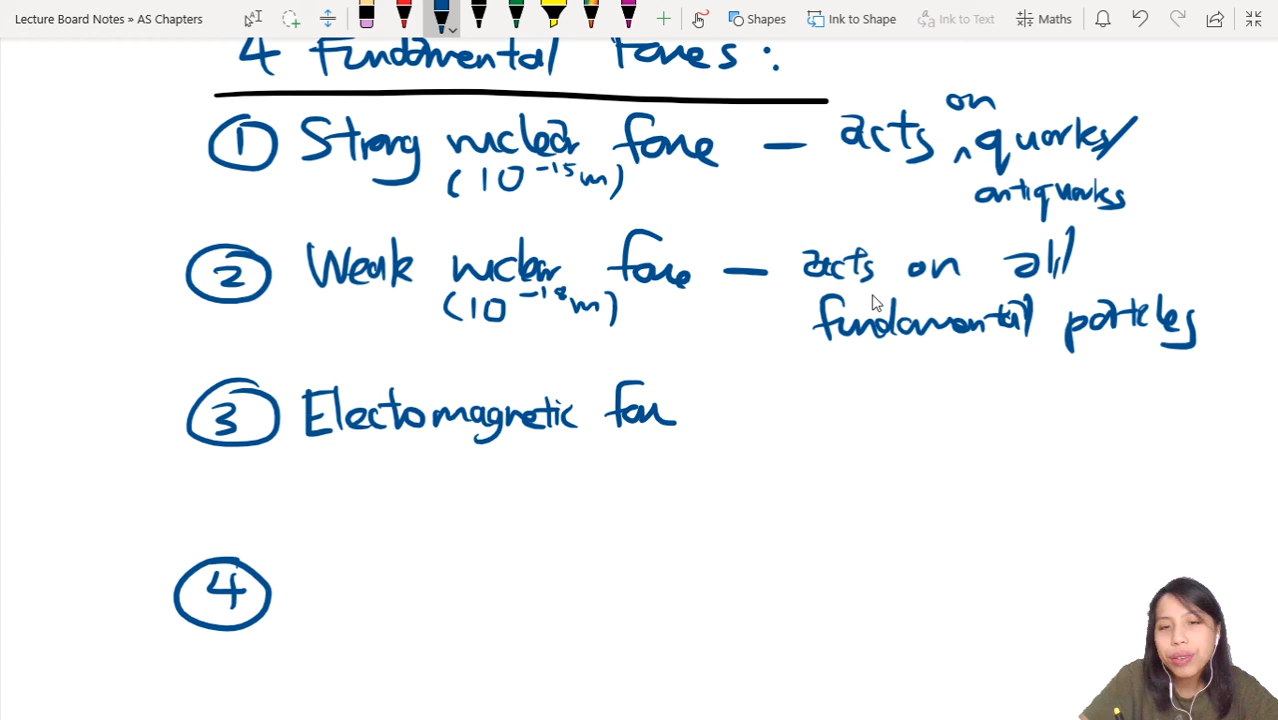 Lecture Board Notes » AS Chapters
Shapes
Ink to Shape
Ink to Text
Maths
4 Fundamental Forces :
① Strong nuclear force — acts on quarks/
(10⁻¹⁵m)
antiquarks
② Weak nuclear force — acts on all
(10⁻¹⁸m)
fundamental particles
③ Electomagnetic for
④